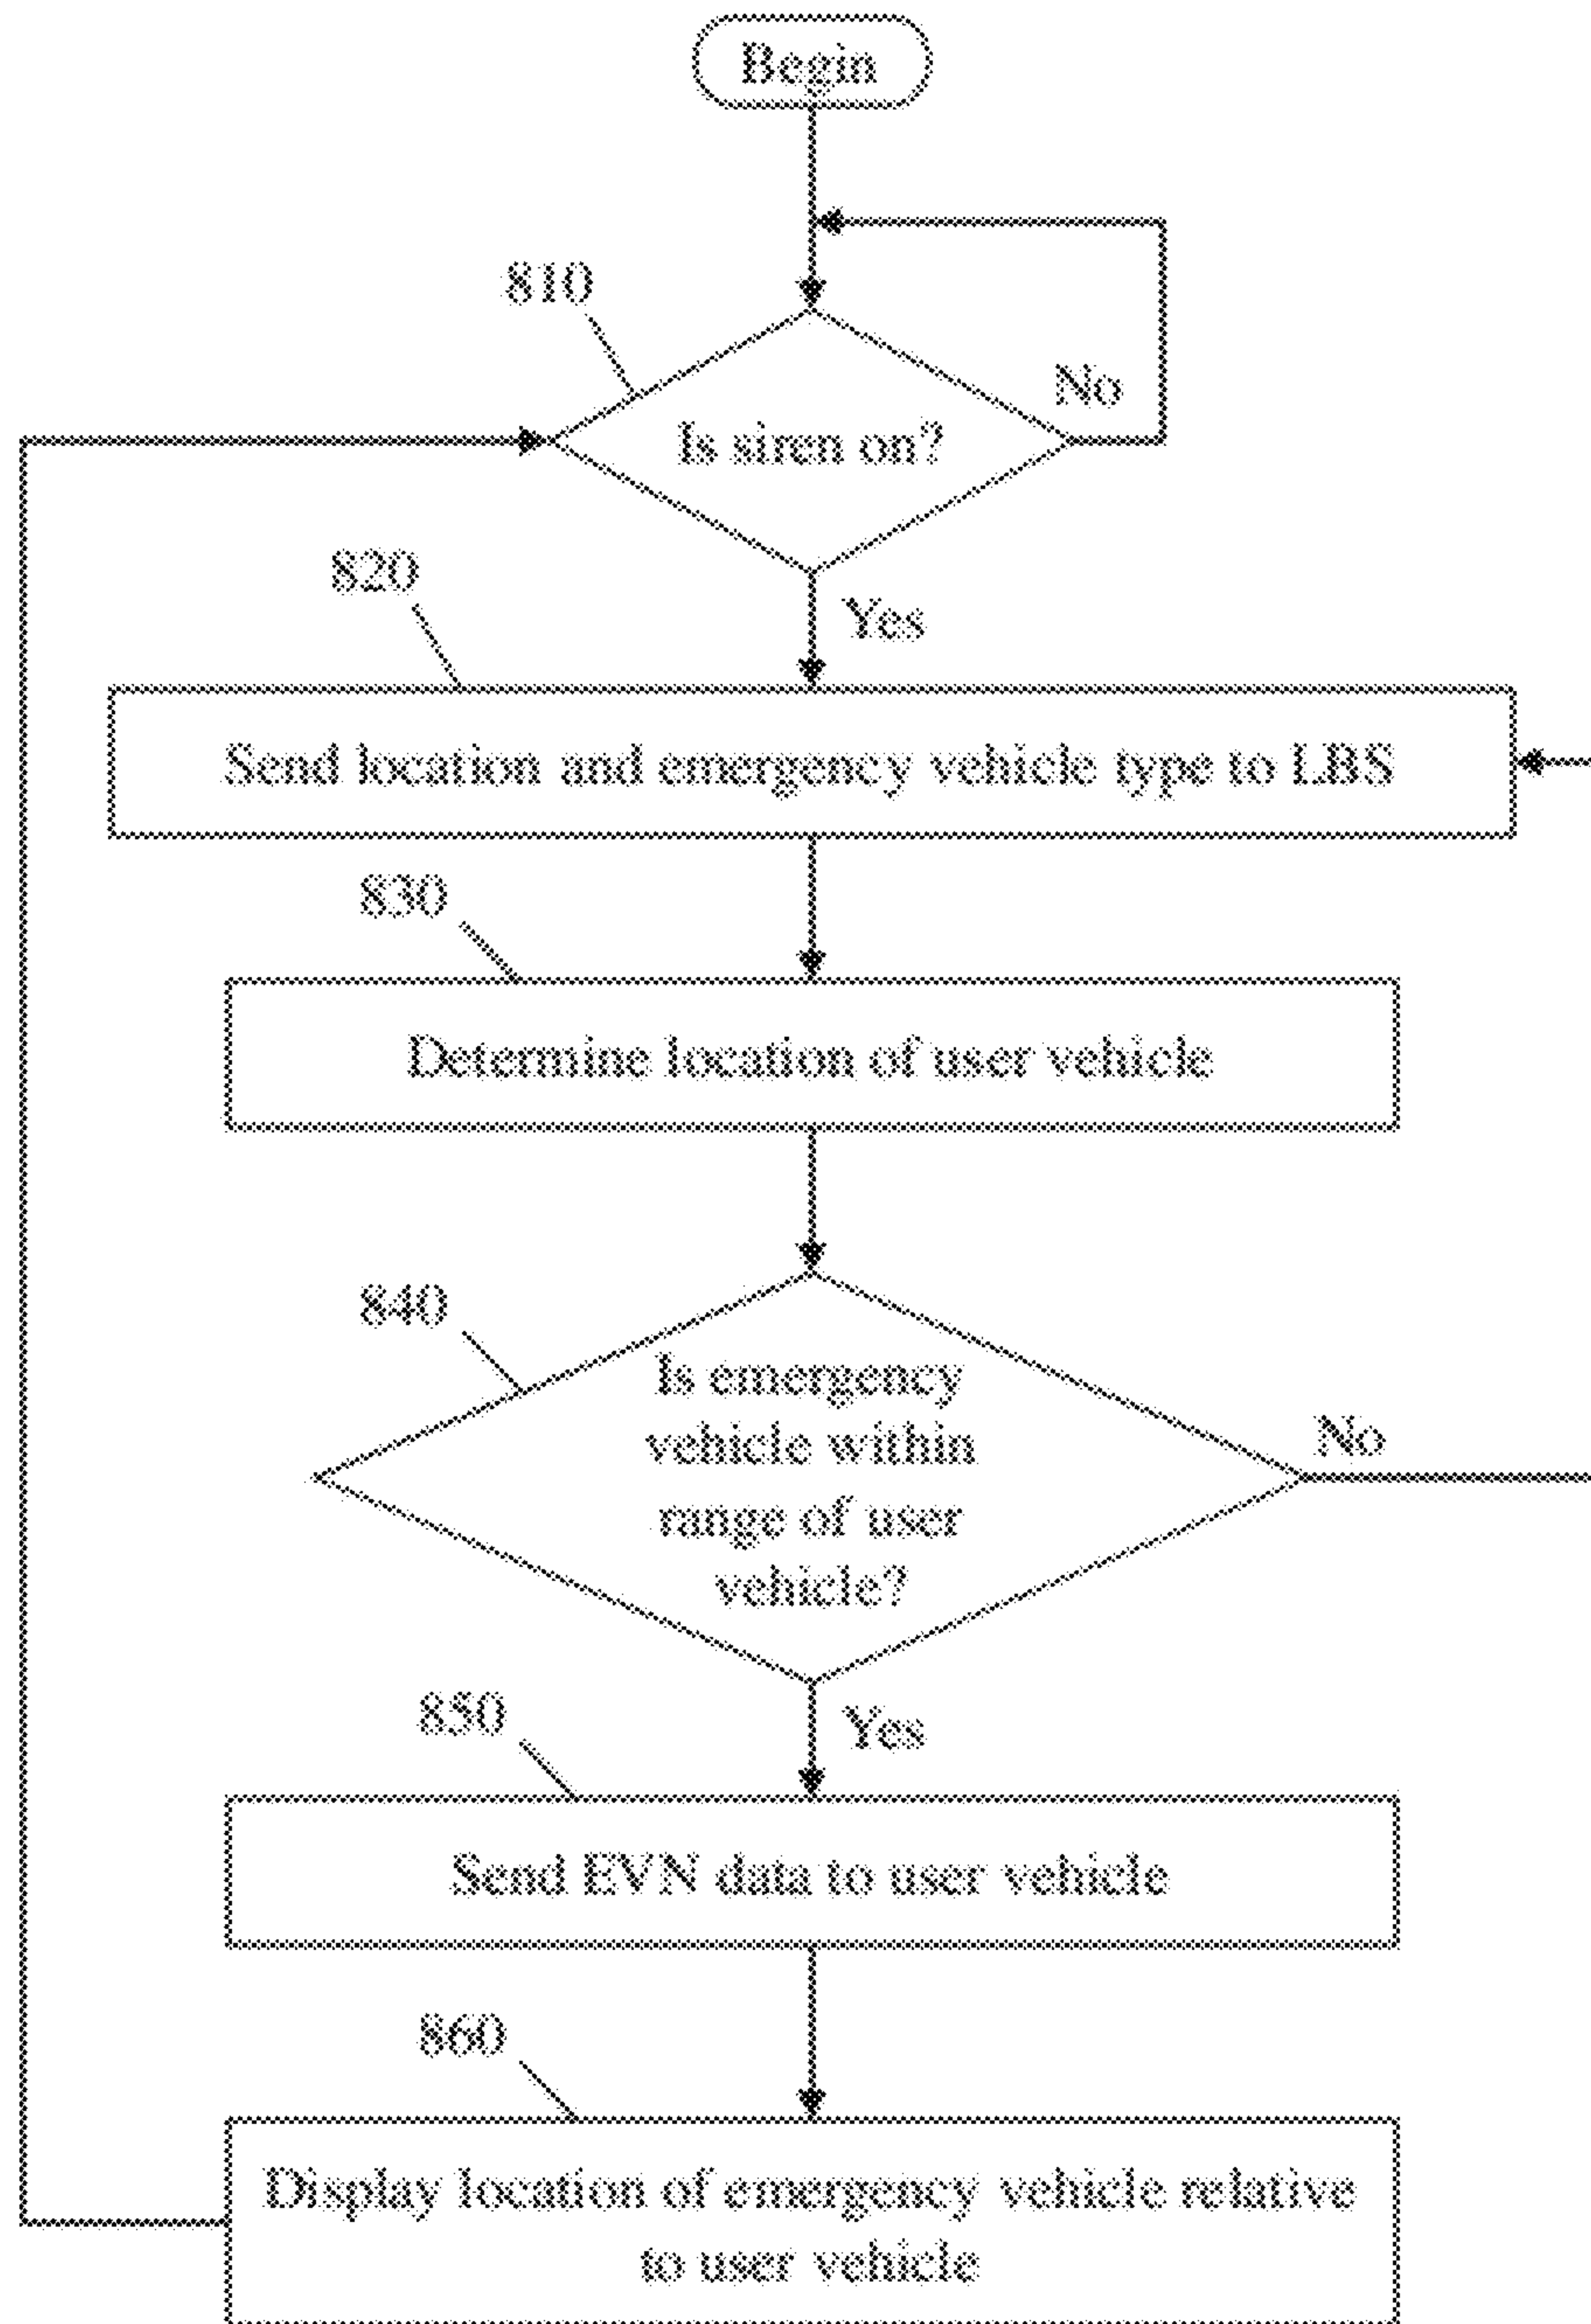 Begin
810
No
Is siren on?
820
Yes
Send location and emergency vehicle type to LBS
830
Determine location of user vehicle
840
Is emergency
vehicle within
range of user
vehicle?
No
850
Yes
Send EVN data to user vehicle
860
Display location of emergency vehicle relative
to user vehicle